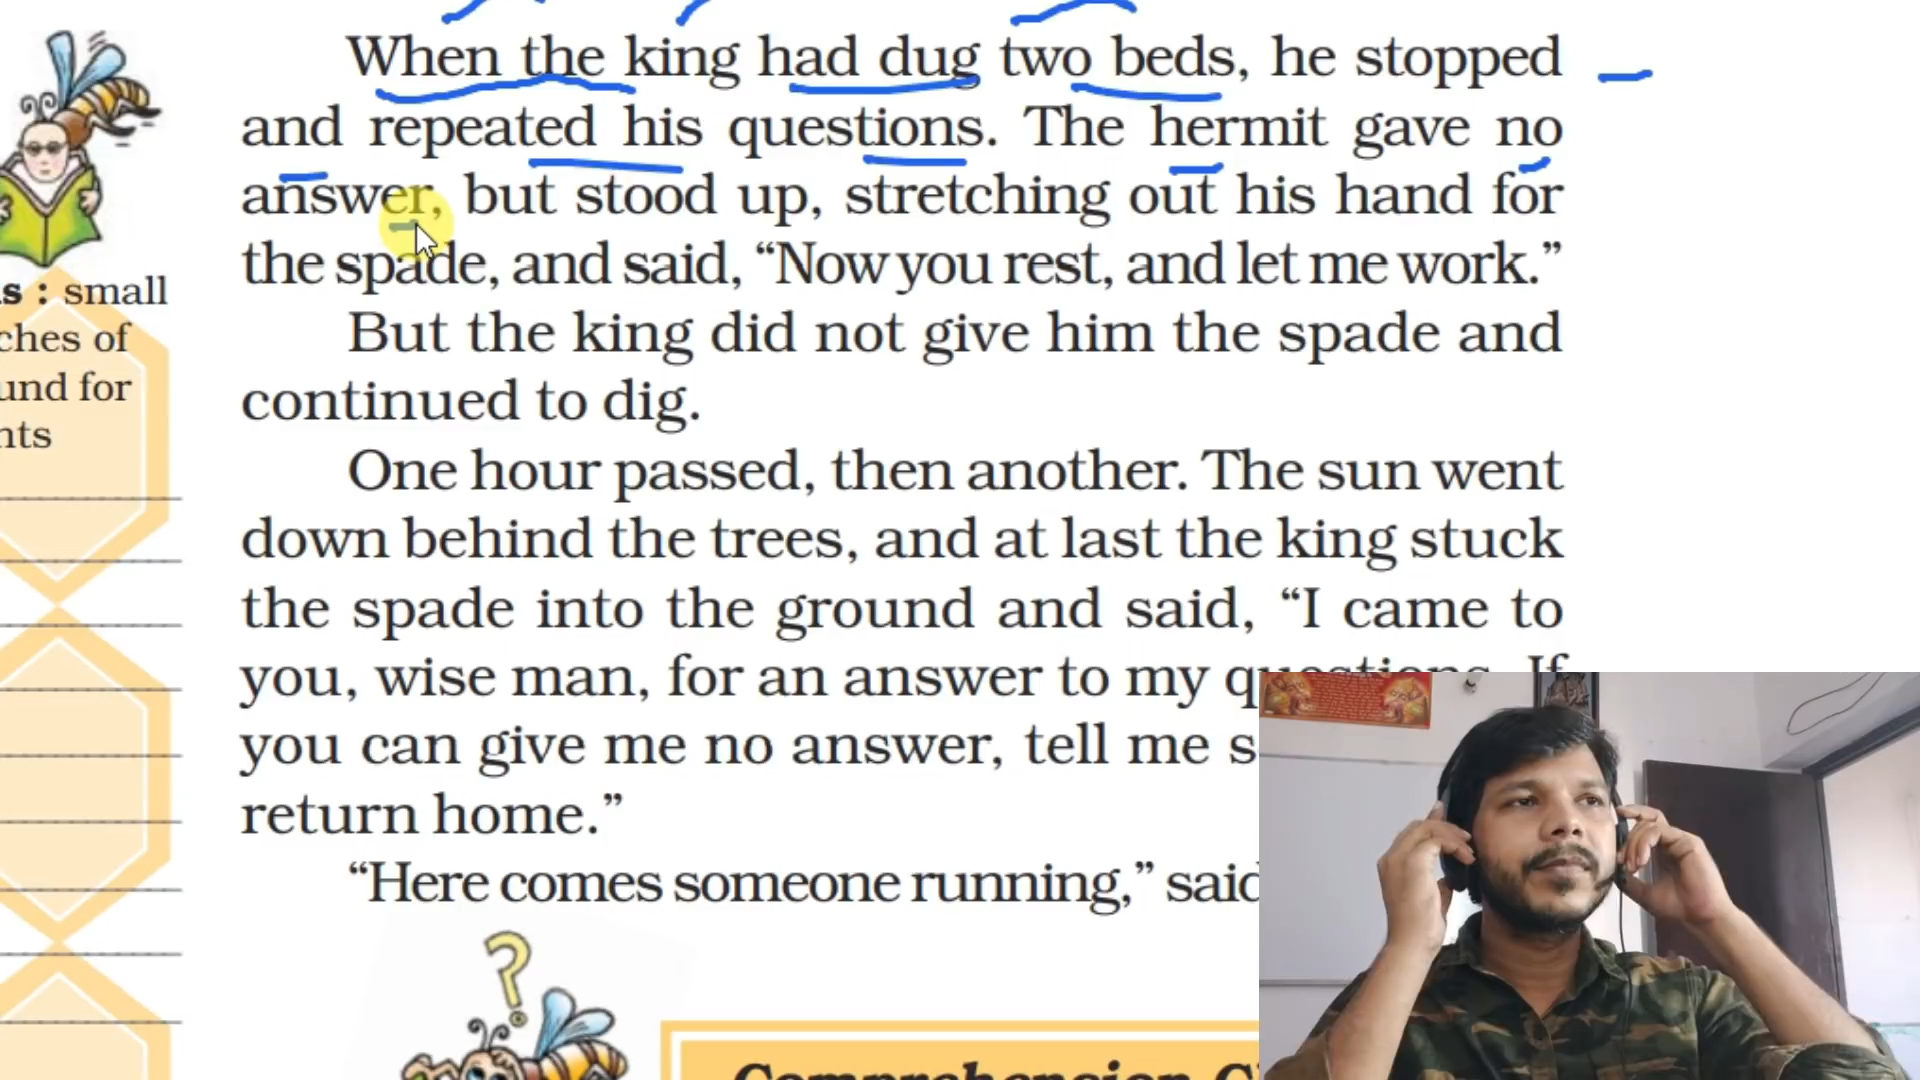 When the king had dug two beds, he stopped
and repeated his questions. The hermit gave no
answer, but stood up, stretching out his hand for
the spade, and said, “Now you rest, and let me work.”
But the king did not give him the spade and
continued to dig.
One hour passed, then another. The sun went
down behind the trees, and at last the king stuck
the spade into the ground and said, “I came to
you, wise man, for an answer to my questions. If
you can give me no answer, tell me s
return home.”
“Here comes someone running,” said
s : small
ches of
und for
nts
?
Comprehension C